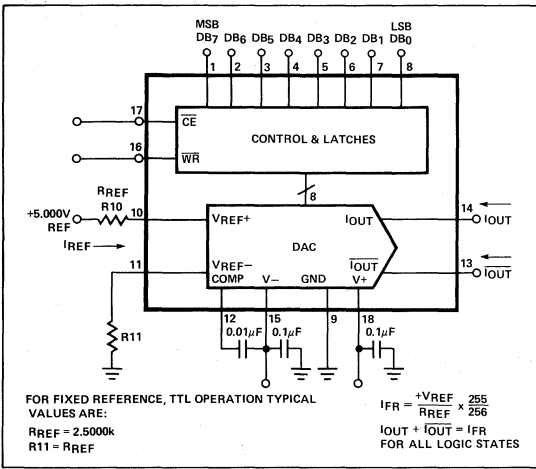 MSB LSB
DB7 DB6 DB5 DB4 DB3 DB2 DB1 DB0
1 2 3 4 5 6 7 8
17 CE
CONTROL & LATCHES
16 WR
8
RREF
R10
+5.000V
REF
10 VREF+
IOUT 14 IOUT
IREF
DAC
11 VREF−
IOUT 13 IOUT
COMP V− GND V+
12 15 9 18
0.01μF 0.1μF 0.1μF
R11
FOR FIXED REFERENCE, TTL OPERATION TYPICAL
VALUES ARE:
RREF = 2.5000k
R11 = RREF
IFR = +VREF / RREF x 255 / 256
IOUT + IOUT = IFR
FOR ALL LOGIC STATES